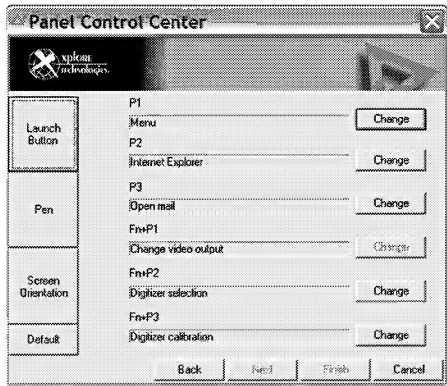 Panel Control Center
xplore
Technologies
Launch
Button
Pen
Screen
Orientation
Default
P1
Menu
Change
P2
Internet Explorer
Change
P3
Open mail
Change
Fn+P1
Change video output
Change
Fn+P2
Digitizer selection
Change
Fn+P3
Digitizer calibration
Change
Back
Next
Finish
Cancel